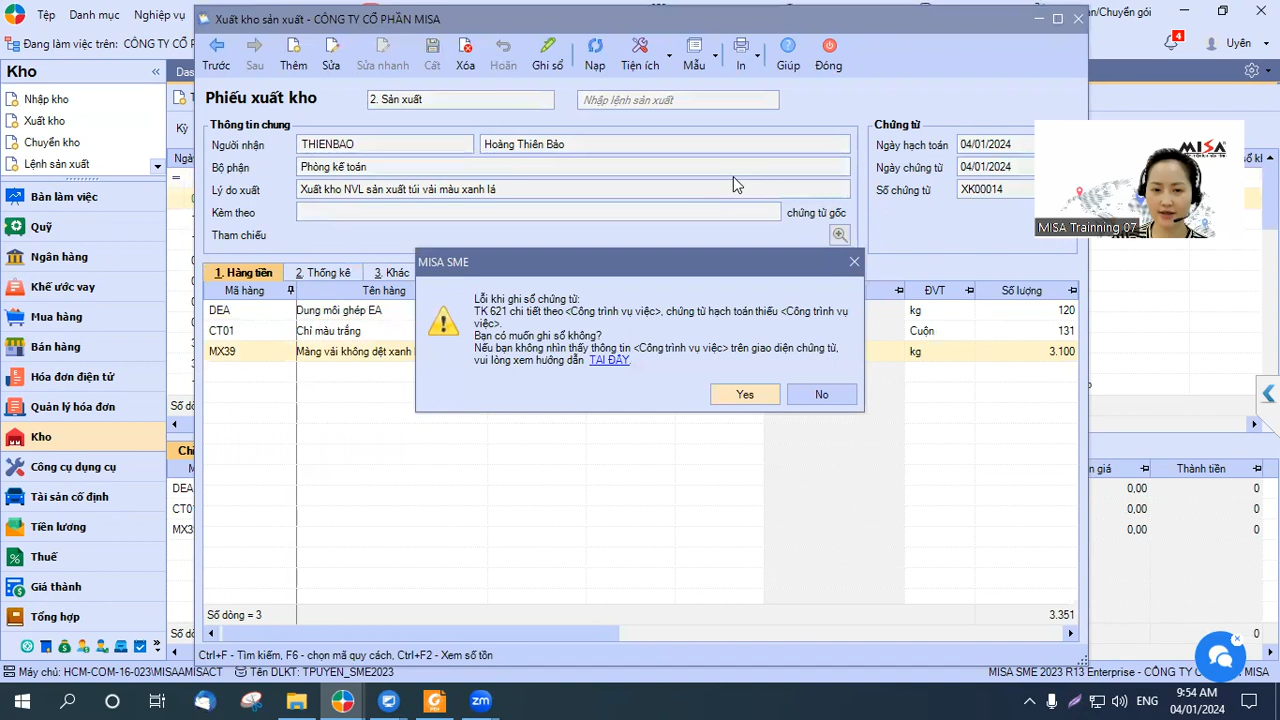 Tệp
Danh mục
Nghiệp vụ
Xuất kho sản xuất - CÔNG TY CỔ PHẦN MISA
n/Chuyển gói
Đang làm việc trên: CÔNG TY CỔ P
4
Uyên
Kho
Das
Nhập kho
Xuất kho
Chuyển kho
Lệnh sản xuất
Kỳ
Trước
Sau
Thêm
Sửa
Sửa nhanh
Cất
Xóa
Hoãn
Ghi sổ
Nạp
Tiện ích
Mẫu
In
Giúp
Đóng
Phiếu xuất kho
2. Sản xuất
Nhập lệnh sản xuất
Thông tin chung
Người nhận
THIENBAO
Hoàng Thiên Bảo
Bộ phận
Phòng kế toán
Lý do xuất
Xuất kho NVL sản xuất túi vải màu xanh lá
Kèm theo
chứng từ gốc
Tham chiếu
Chứng từ
Ngày hạch toán
04/01/2024
Ngày chứng từ
04/01/2024
Số chứng từ
XK00014
MISA
MISA Trainning 07
Bàn làm việc
Quỹ
Ngân hàng
Khế ước vay
Mua hàng
Bán hàng
Hóa đơn điện tử
Quản lý hóa đơn
Kho
Công cụ dụng cụ
Tài sản cố định
Tiền lương
Thuế
Giá thành
Tổng hợp
1. Hàng tiền
2. Thống kê
3. Khác
Mã hàng
Tên hàng
ĐVT
Số lượng
DEA
Dung môi ghép EA
kg
120
CT01
Chỉ màu trắng
Cuộn
131
MX39
Màng vải không dệt xanh
kg
3.100
MISA SME
Lỗi khi ghi sổ chứng từ:
TK 621 chi tiết theo <Công trình vụ việc>, chứng từ hạch toán thiếu <Công trình vụ
việc>.
Bạn có muốn ghi sổ không?
Nếu bạn không nhìn thấy thông tin <Công trình vụ việc> trên giao diện chứng từ,
vui lòng xem hướng dẫn TẠI ĐÂY.
Yes
No
Số d
Chi
DEA
CT01
MX39
Số d
n giá
Thành tiền
0,00
0
0,00
0
0,00
0
0
Số dòng = 3
3.351
Ctrl+F - Tìm kiếm, F6 - chọn mã quy cách, Ctrl+F2 - Xem số tồn
Máy chủ: HCM-COM-16-023\MISAAMISACT
Tên DLKT: TPUYEN_SME2023
MISA SME 2023 R13 Enterprise - CÔNG TY C
zm
ENG
9:54 AM
04/01/2024